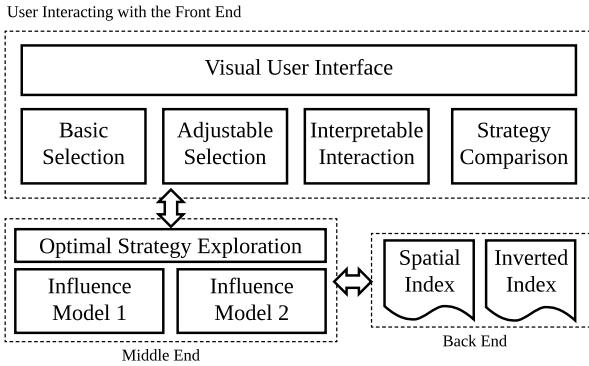 User Interacting with the Front End
Visual User Interface
Basic
Selection
Adjustable
Selection
Interpretable
Interaction
Strategy
Comparison
Optimal Strategy Exploration
Influence
Model 1
Influence
Model 2
Middle End
Spatial
Index
Inverted
Index
Back End